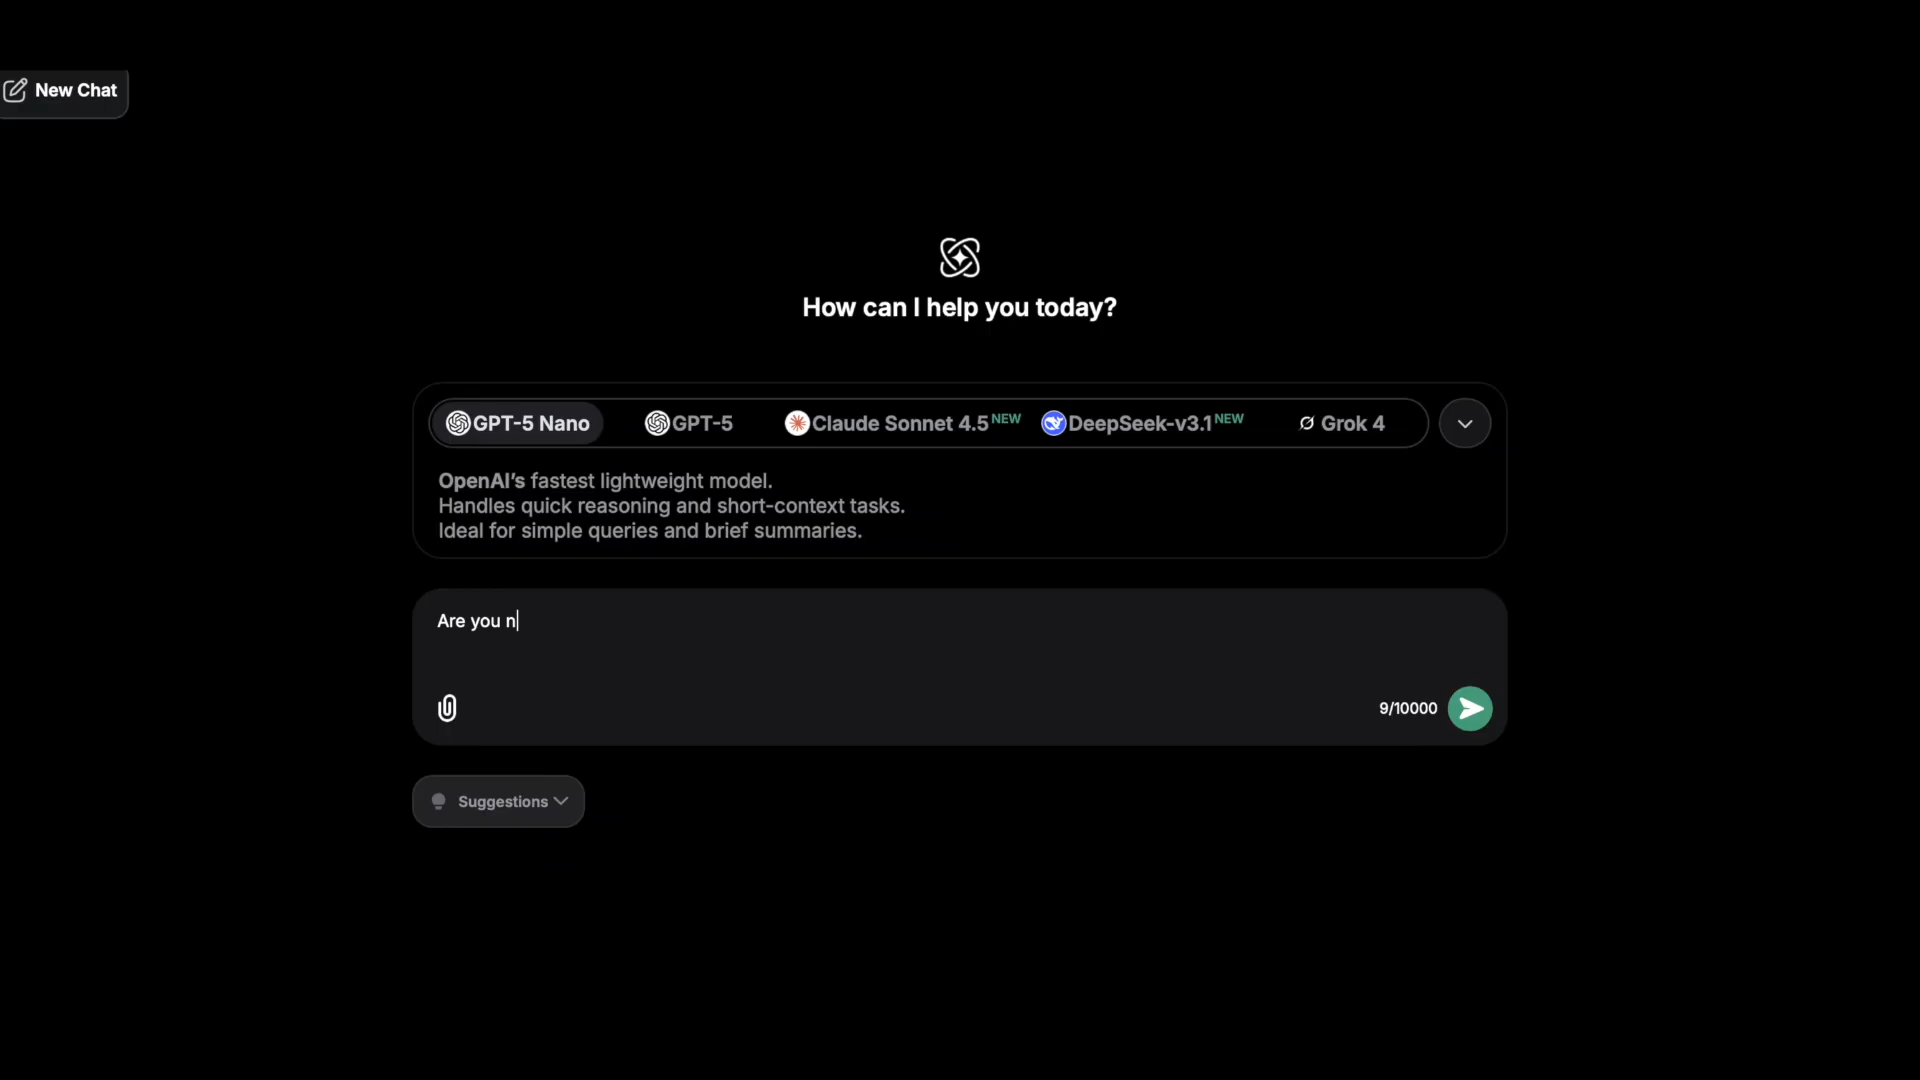 New Chat
How can I help you today?
GPT-5 Nano GPT-5 Claude Sonnet 4.5 NEW DeepSeek-v3.1 NEW Grok 4
OpenAI’s fastest lightweight model.
Handles quick reasoning and short-context tasks.
Ideal for simple queries and brief summaries.
Are you n
9/10000
Suggestions